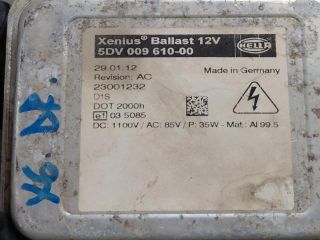 Xenius® Ballast 12V
5DV 009 610-00
HELLA
29.01.12
Made in Germany
Revision: AC
23001232
D1S
DOT 2000h
e1 03 5085
DC: 1100V / AC: 85V / P: 35W - Mat.: Al 99.5